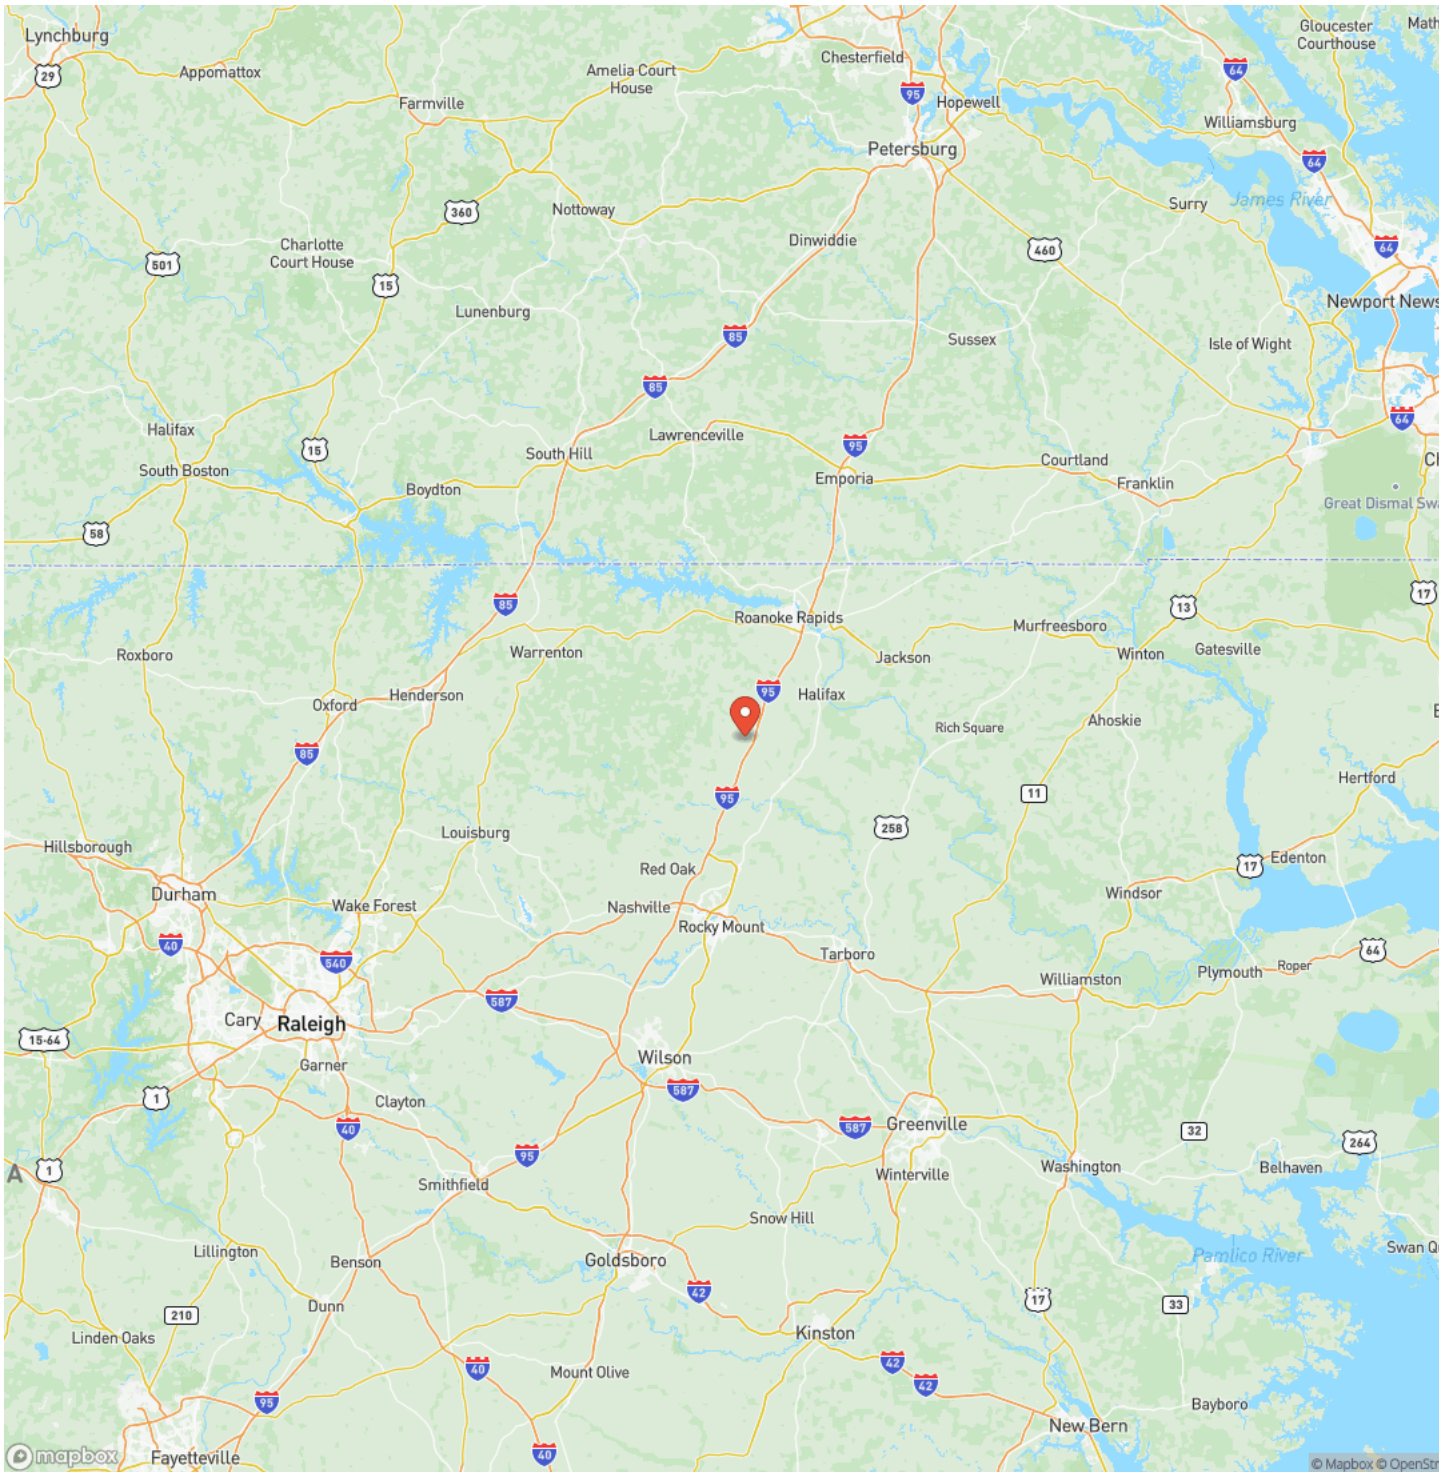 Lynchburg
29
Appomattox
Farmville
Amelia Court
House
Chesterfield
95
Hopewell
Petersburg
64
Gloucester
Courthouse
Math
Williamsburg
64
James River
Surry
360
Nottoway
Dinwiddie
460
64
Charlotte
Court House
501
15
Lunenburg
85
Sussex
Newport News
Isle of Wight
85
64
Halifax
15
South Boston
South Hill
Lawrenceville
95
Emporia
Courtland
Franklin
Boydton
Great Dismal Swa
58
85
Roanoke Rapids
13
17
Murfreesboro
Winton
Gatesville
Roxboro
Warrenton
Jackson
Oxford
Henderson
95
Halifax
Rich Square
Ahoskie
85
95
11
Hertford
Louisburg
258
Hillsborough
Red Oak
17
Edenton
Durham
Wake Forest
Nashville
Rocky Mount
Windsor
40
540
Tarboro
64
Williamston
Plymouth
Roper
587
Cary
Raleigh
15-64
Wilson
Garner
587
1
Clayton
40
587
Greenville
32
264
95
A
1
Smithfield
Winterville
Washington
Belhaven
Snow Hill
Lillington
Benson
Goldsboro
Pamlico River
Swan Q
42
17
33
210
Dunn
Linden Oaks
Kinston
40
Mount Olive
42
42
95
Bayboro
New Bern
40
Fayetteville
mapbox
© Mapbox © OpenStr